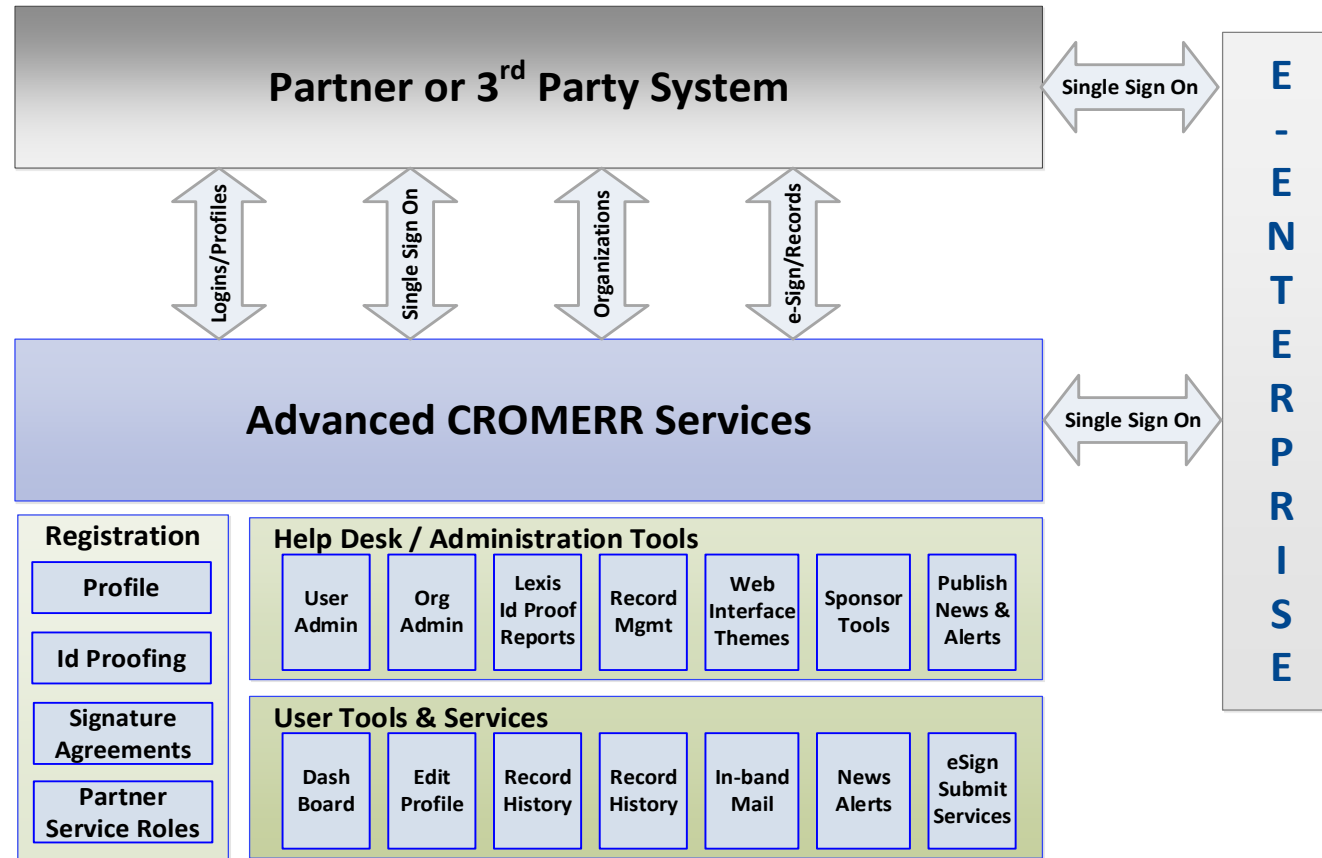 Partner or 3rd Party System
Single Sign On
E
-
E
N
T
E
R
P
R
I
S
E
Logins/Profiles
Single Sign On
Organizations
e-Sign/Records
Advanced CROMERR Services
Single Sign On
Registration
Profile
Id Proofing
Signature
Agreements
Partner
Service Roles
Help Desk / Administration Tools
User
Admin
Org
Admin
Lexis
Id Proof
Reports
Record
Mgmt
Web
Interface
Themes
Sponsor
Tools
Publish
News &
Alerts
User Tools & Services
Dash
Board
Edit
Profile
Record
History
Record
History
In-band
Mail
News
Alerts
eSign
Submit
Services